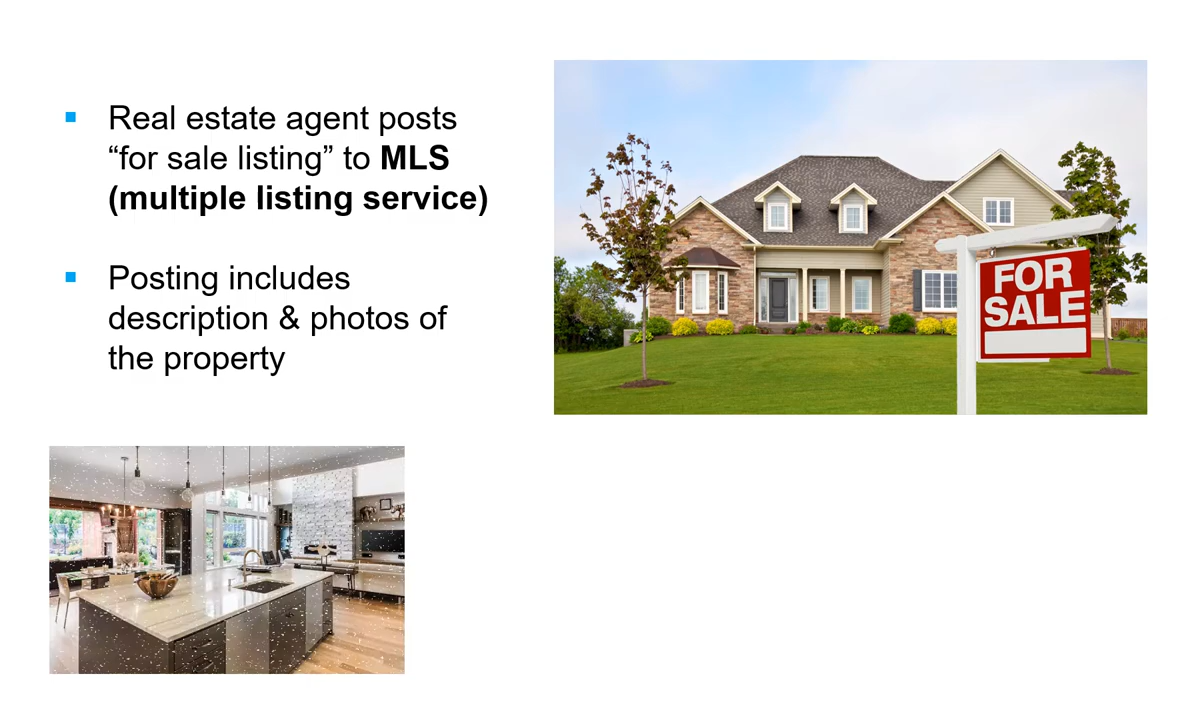 Real estate agent posts
“for sale listing” to MLS
(multiple listing service)
Posting includes
description & photos of
the property
FOR
SALE